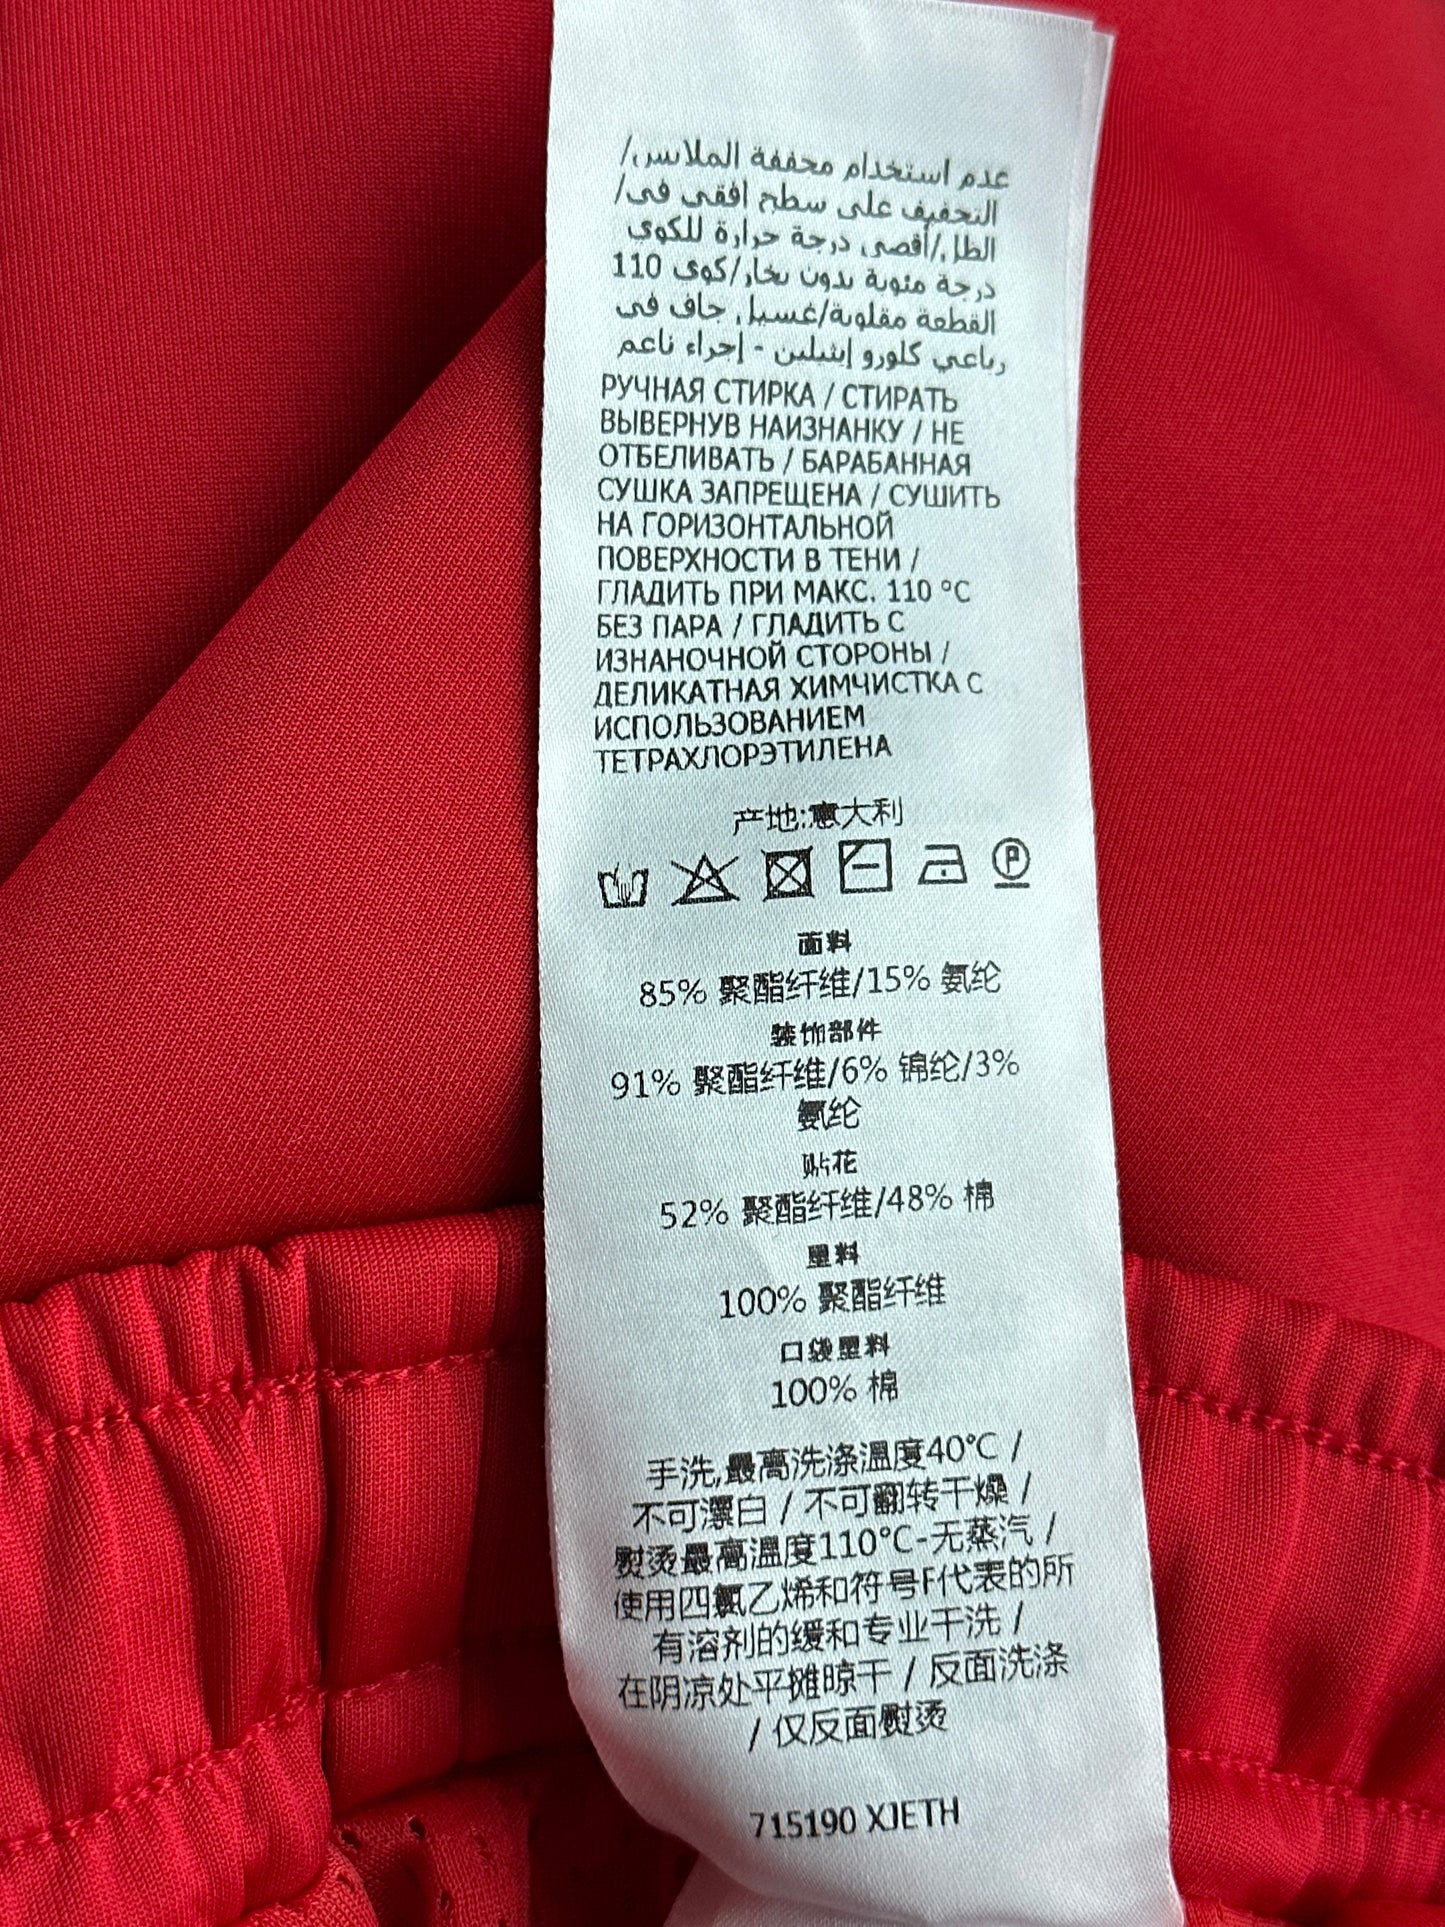 عدم استخدام مجففة الملابس/
التجفيف على سطح افقي في/
الظل/أقصى درجة حرارة للكوي
110 درجة مئوية بدون بخار/كوي
القطعة مقلوبة/غسيل جاف في
رباعي كلورو إيثيلين - إجراء ناعم
РУЧНАЯ СТИРКА / СТИРАТЬ
ВЫВЕРНУВ НАИЗНАНКУ / НЕ
ОТБЕЛИВАТЬ / БАРАБАННАЯ
СУШКА ЗАПРЕЩЕНА / СУШИТЬ
НА ГОРИЗОНТАЛЬНОЙ
ПОВЕРХНОСТИ В ТЕНИ /
ГЛАДИТЬ ПРИ МАКС. 110 °C
БЕЗ ПАРА / ГЛАДИТЬ С
ИЗНАНОЧНОЙ СТОРОНЫ /
ДЕЛИКАТНАЯ ХИМЧИСТКА С
ИСПОЛЬЗОВАНИЕМ
ТЕТРАХЛОРЭТИЛЕНА
产地:意大利
P
面料
85% 聚酯纤维/15% 氨纶
装饰部件
91% 聚酯纤维/6% 锦纶/3%
氨纶
贴花
52% 聚酯纤维/48% 棉
里料
100% 聚酯纤维
口袋里料
100% 棉
手洗,最高洗涤温度40°C /
不可漂白 / 不可翻转干燥 /
熨烫最高温度110°C-无蒸汽 /
使用四氯乙烯和符号F代表的所
有溶剂的缓和专业干洗 /
在阴凉处平摊晾干 / 反面洗涤
/ 仅反面熨烫
715190 XJETH